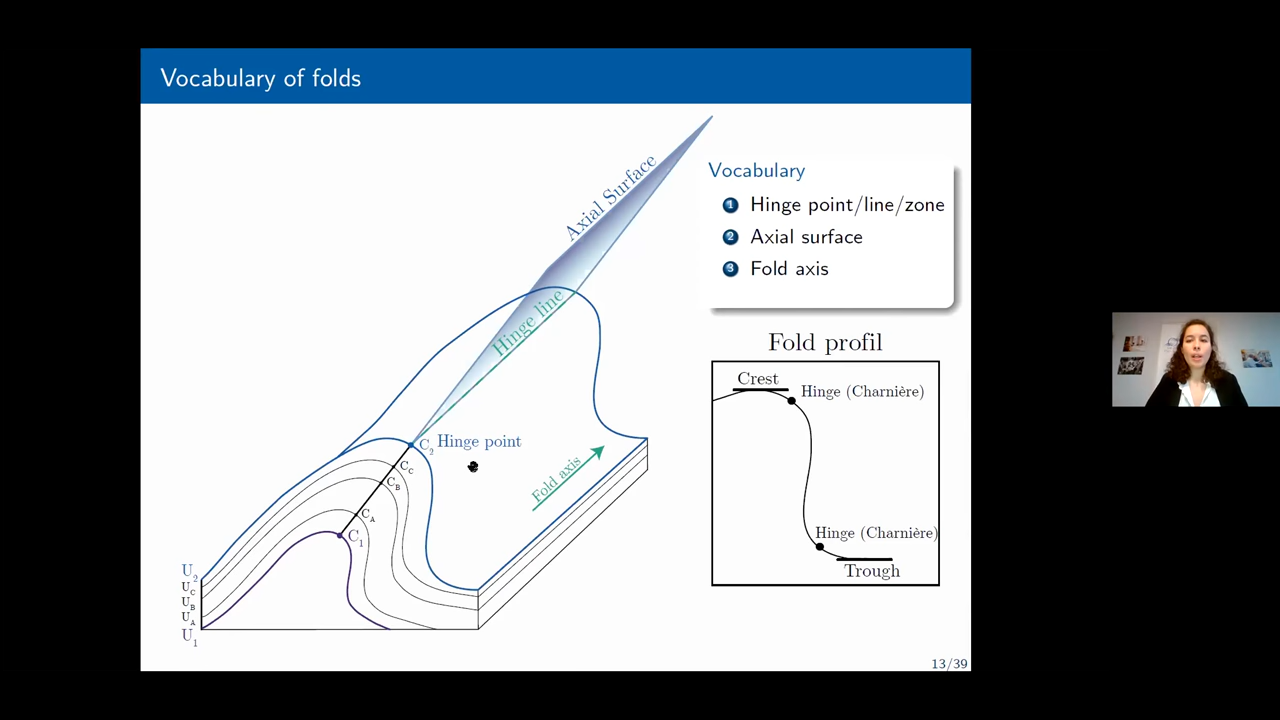 Vocabulary of folds
Axial Surface
Hinge line
C2 Hinge point
CC
CB
CA
C1
Fold axis
U2
UC
UB
UA
U1
Vocabulary
1 Hinge point/line/zone
2 Axial surface
3 Fold axis
Fold profil
Crest
Hinge (Charnière)
Hinge (Charnière)
Trough
13/39